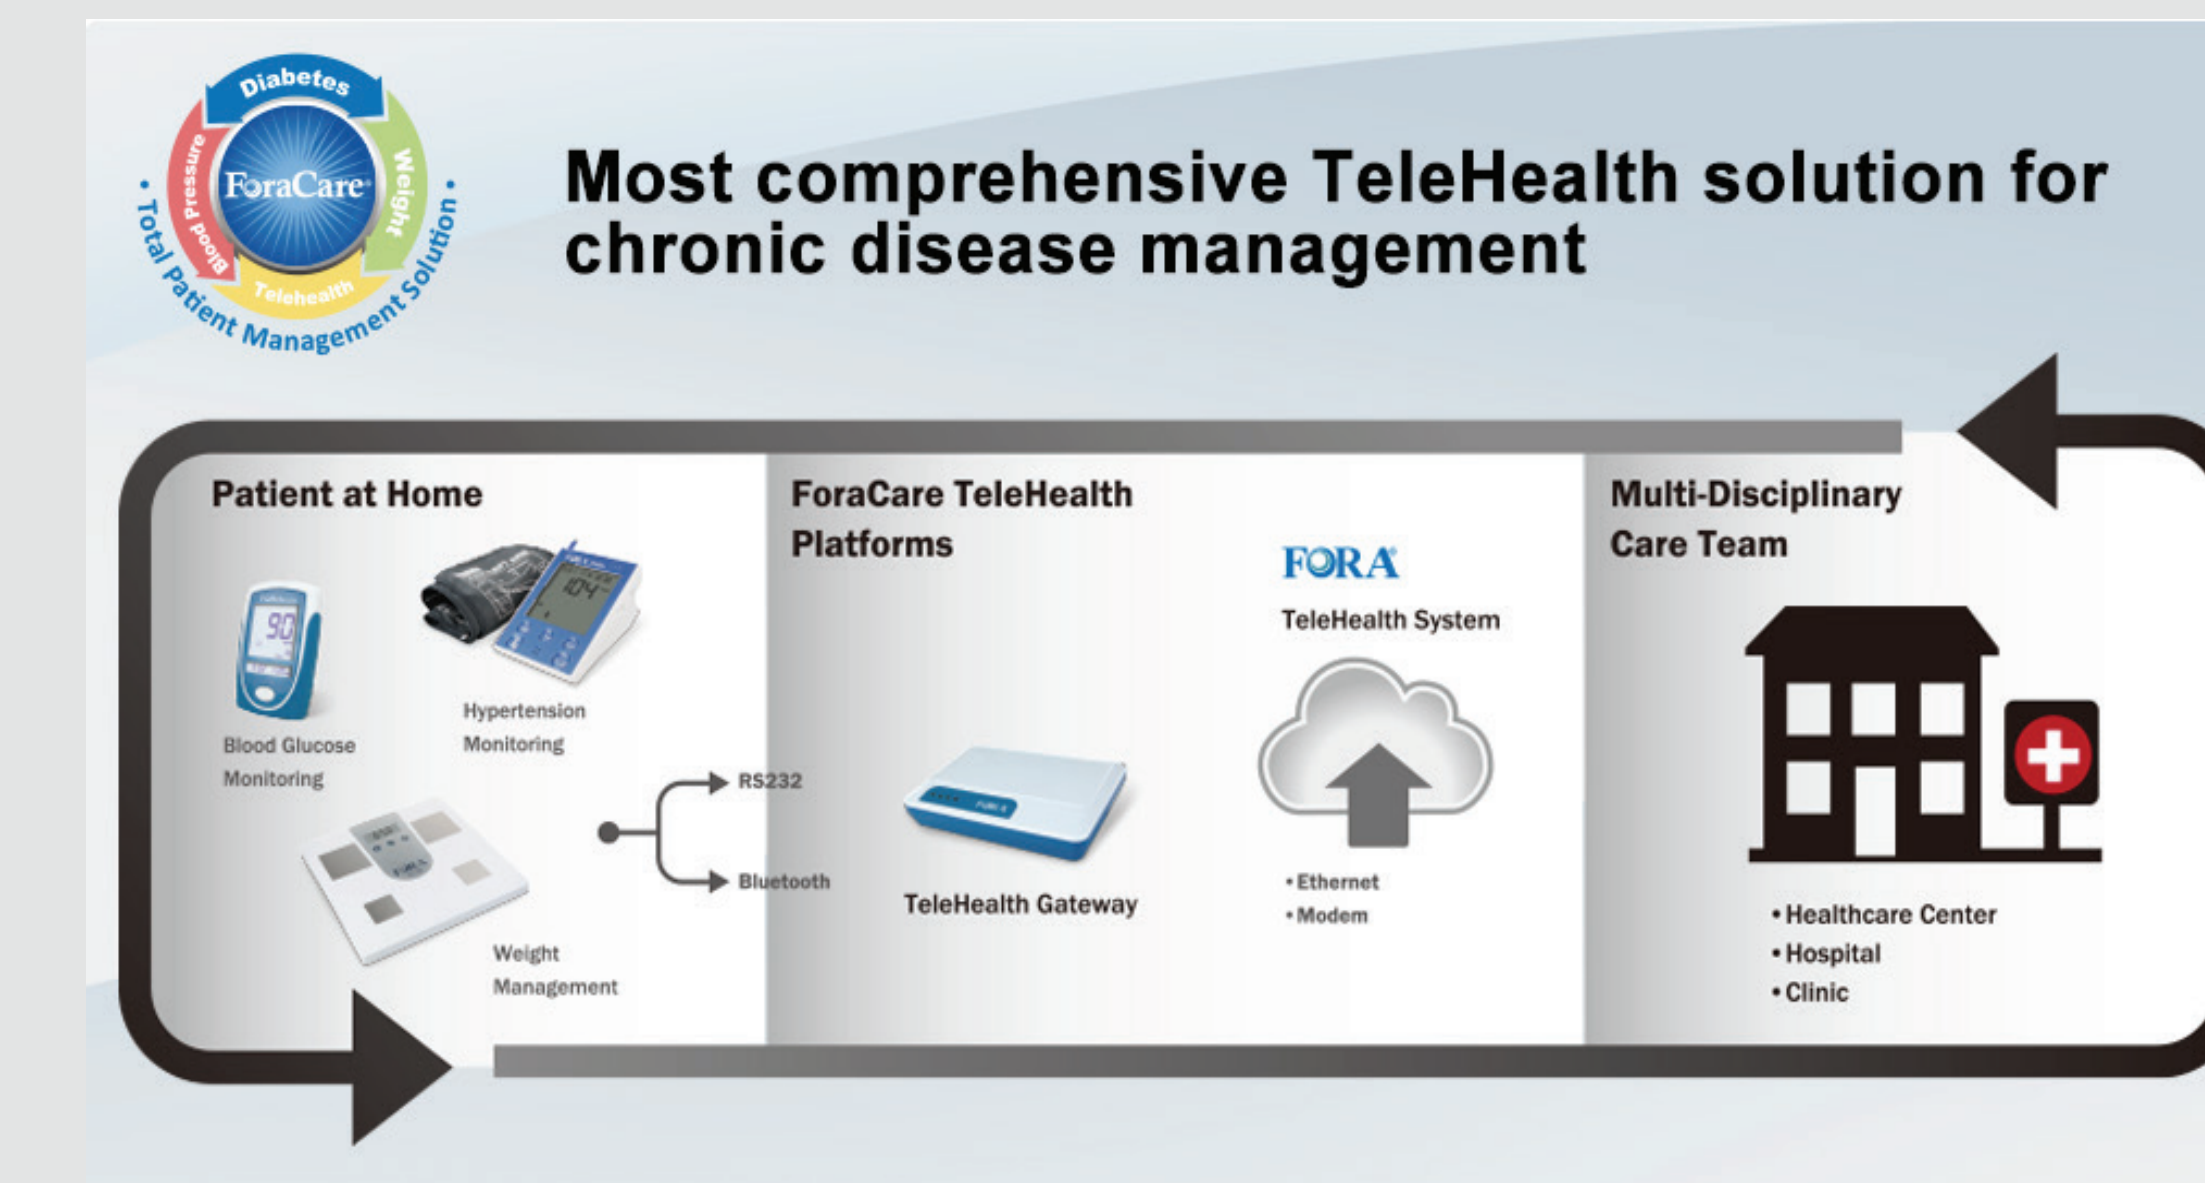 Diabetes
Weight
Blood Pressure
Telehealth
ForaCare
• Total Patient Management Solution •
Most comprehensive TeleHealth solution for
chronic disease management
Patient at Home
90
Blood Glucose
Monitoring
104
Hypertension
Monitoring
FORA
Weight
Management
RS232
Bluetooth
ForaCare TeleHealth
Platforms
FORA
TeleHealth Gateway
FORA
TeleHealth System
• Ethernet
• Modem
Multi-Disciplinary
Care Team
• Healthcare Center
• Hospital
• Clinic